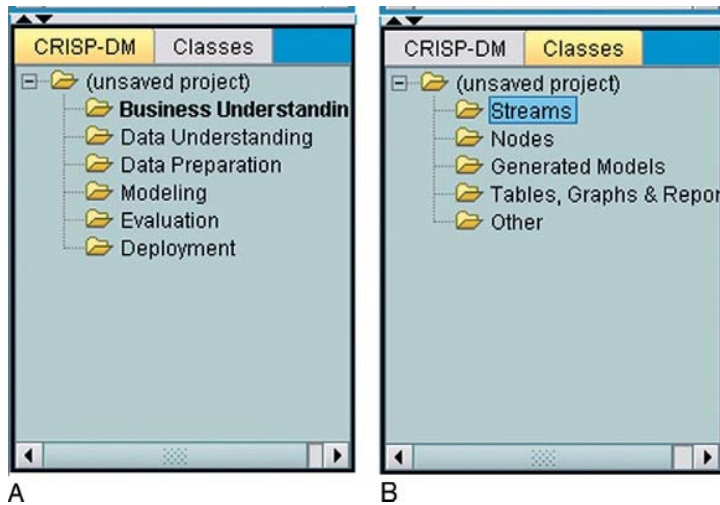 CRISP-DM Classes
(unsaved project)
Business Understandin
Data Understanding
Data Preparation
Modeling
Evaluation
Deployment
A
CRISP-DM Classes
(unsaved project)
Streams
Nodes
Generated Models
Tables, Graphs & Repor
Other
B